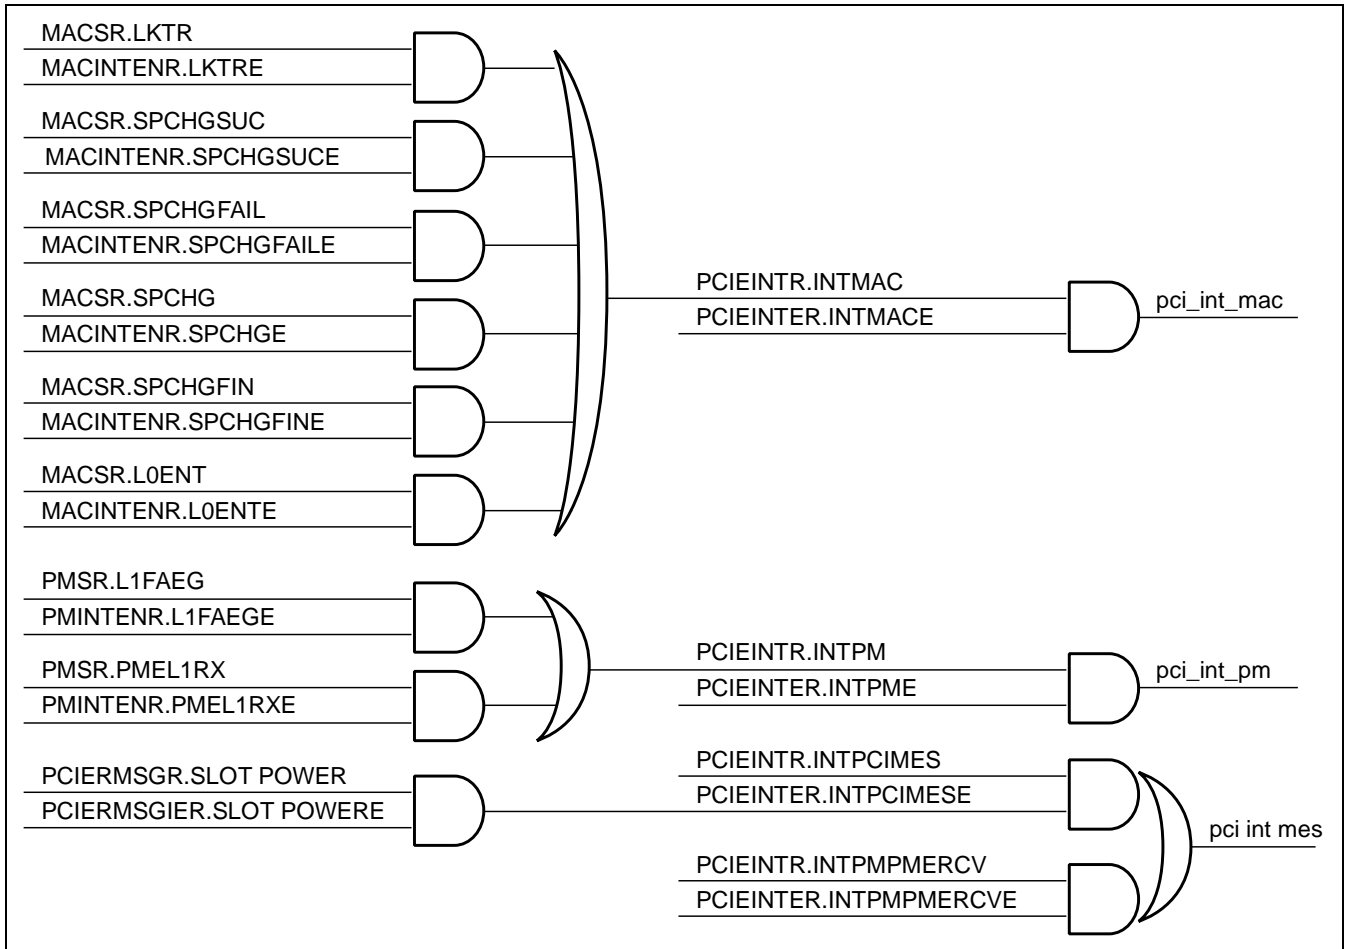 MACSR.LKTR
MACINTENR.LKTRE
MACSR.SPCHGSUC
MACINTENR.SPCHGSUCE
MACSR.SPCHGFAIL
MACINTENR.SPCHGFAILE
MACSR.SPCHG
MACINTENR.SPCHGE
MACSR.SPCHGFIN
MACINTENR.SPCHGFINE
MACSR.L0ENT
MACINTENR.L0ENTE
PCIEINTR.INTMAC
PCIEINTER.INTMACE
pci_int_mac
PMSR.L1FAEG
PMINTENR.L1FAEGE
PMSR.PMEL1RX
PMINTENR.PMEL1RXE
PCIEINTR.INTPM
PCIEINTER.INTPME
pci_int_pm
PCIERMSGR.SLOT POWER
PCIERMSGIER.SLOT POWERE
PCIEINTR.INTPCIMES
PCIEINTER.INTPCIMESE
PCIEINTR.INTPMPMERCV
PCIEINTER.INTPMPMERCVE
pci int mes